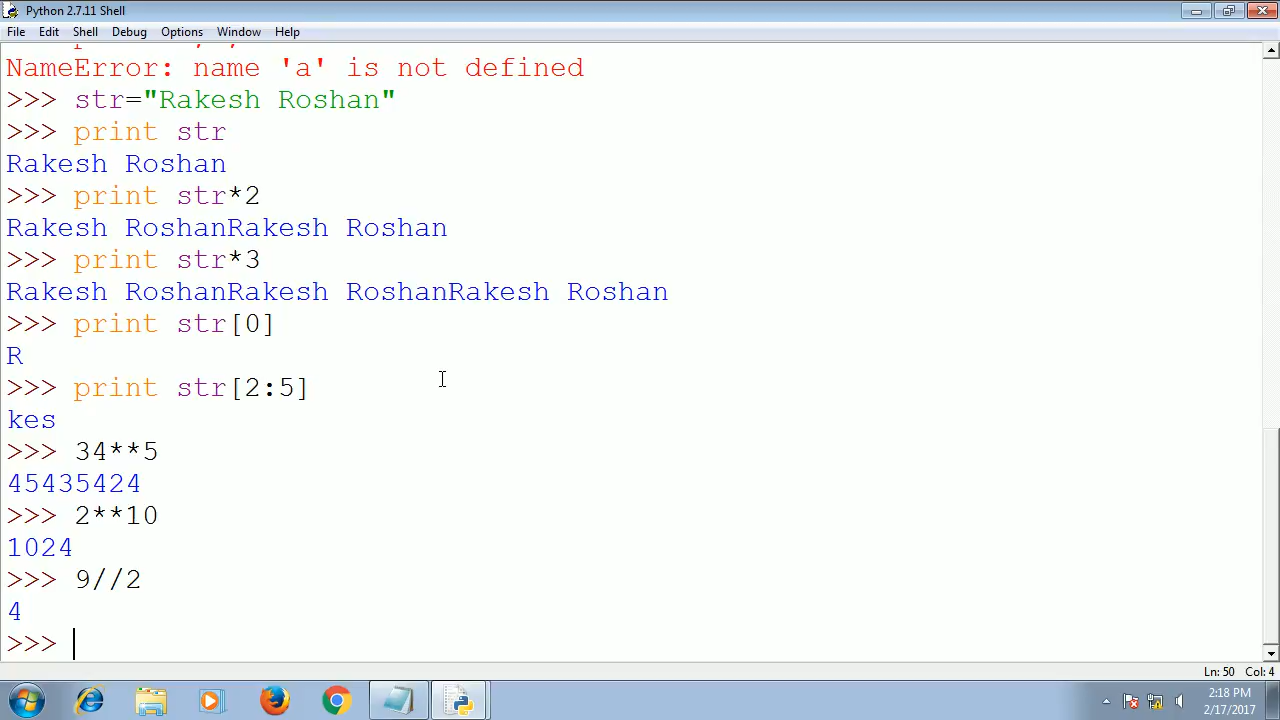 Python 2.7.11 Shell
File Edit Shell Debug Options Window Help
NameError: name 'a' is not defined
>>> str="Rakesh Roshan"
>>> print str
Rakesh Roshan
>>> print str*2
Rakesh RoshanRakesh Roshan
>>> print str*3
Rakesh RoshanRakesh RoshanRakesh Roshan
>>> print str[0]
R
>>> print str[2:5]
kes
>>> 34**5
45435424
>>> 2**10
1024
>>> 9//2
4
>>>
Ln: 50 Col: 4
2:18 PM
2/17/2017